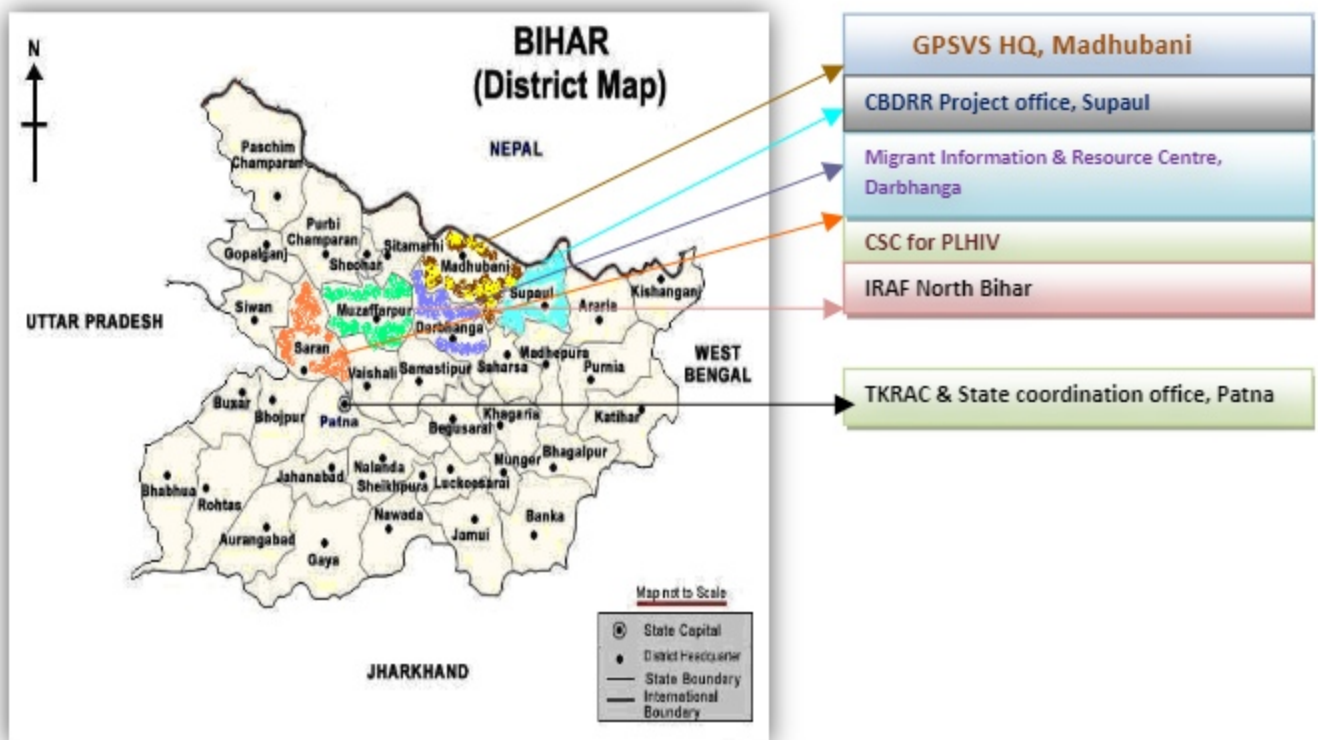 BIHAR
(District Map)
N
NEPAL
Paschim
Champaran
Purbi
Champaran
Sitamarhi
Gopalganj
Sheohar
Madhubani
Kishanganj
Siwan
Supaul
Araria
Muzaffarpur
Darbhanga
UTTAR PRADESH
Saran
WEST
BENGAL
Vaishali
Samastipur
Saharsa
Madhepura
Purnia
Buxar
Bhojpur
Patna
Begusarai
Khagaria
Katihar
Jahanabad
Nalanda
Sheikhpura
Luckeesarai
Munger
Bhagalpur
Bhabhua
Rohtas
Aurangabad
Gaya
Nawada
Jamui
Banka
JHARKHAND
Map not to Scale
State Capital
District Headquarter
State Boundary
International
Boundary
GPSVS HQ, Madhubani
CBDRR Project office, Supaul
Migrant Information & Resource Centre,
Darbhanga
CSC for PLHIV
IRAF North Bihar
TKRAC & State coordination office, Patna